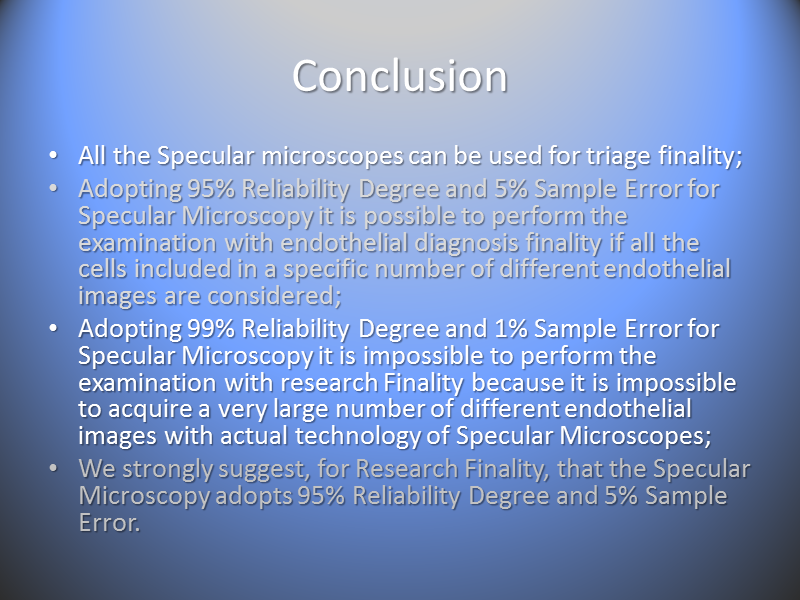 Conclusion
• All the Specular microscopes can be used for triage finality;
• Adopting 95% Reliability Degree and 5% Sample Error for
Specular Microscopy it is possible to perform the
examination with endothelial diagnosis finality if all the
cells included in a specific number of different endothelial
images are considered;
• Adopting 99% Reliability Degree and 1% Sample Error for
Specular Microscopy it is impossible to perform the
examination with research Finality because it is impossible
to acquire a very large number of different endothelial
images with actual technology of Specular Microscopes;
• We strongly suggest, for Research Finality, that the Specular
Microscopy adopts 95% Reliability Degree and 5% Sample
Error.